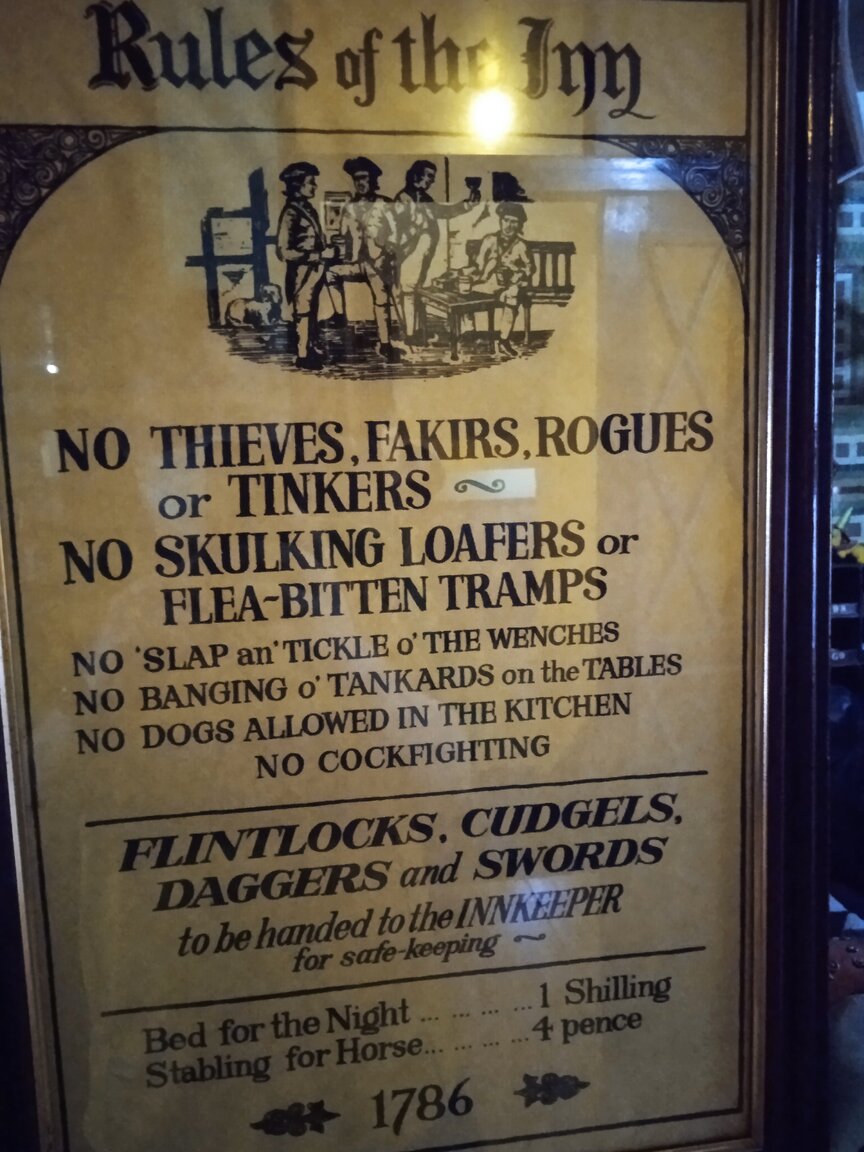 Rules of the Inn
NO THIEVES, FAKIRS, ROGUES
or TINKERS ~
NO SKULKING LOAFERS or
FLEA-BITTEN TRAMPS
NO 'SLAP an' TICKLE o' THE WENCHES
NO BANGING o' TANKARDS on the TABLES
NO DOGS ALLOWED IN THE KITCHEN
NO COCKFIGHTING
FLINTLOCKS, CUDGELS,
DAGGERS and SWORDS
to be handed to the INNKEEPER
for safe-keeping ~
Bed for the Night ... ... ... ...1 Shilling
Stabling for Horse... ... ... ...4 pence
1786